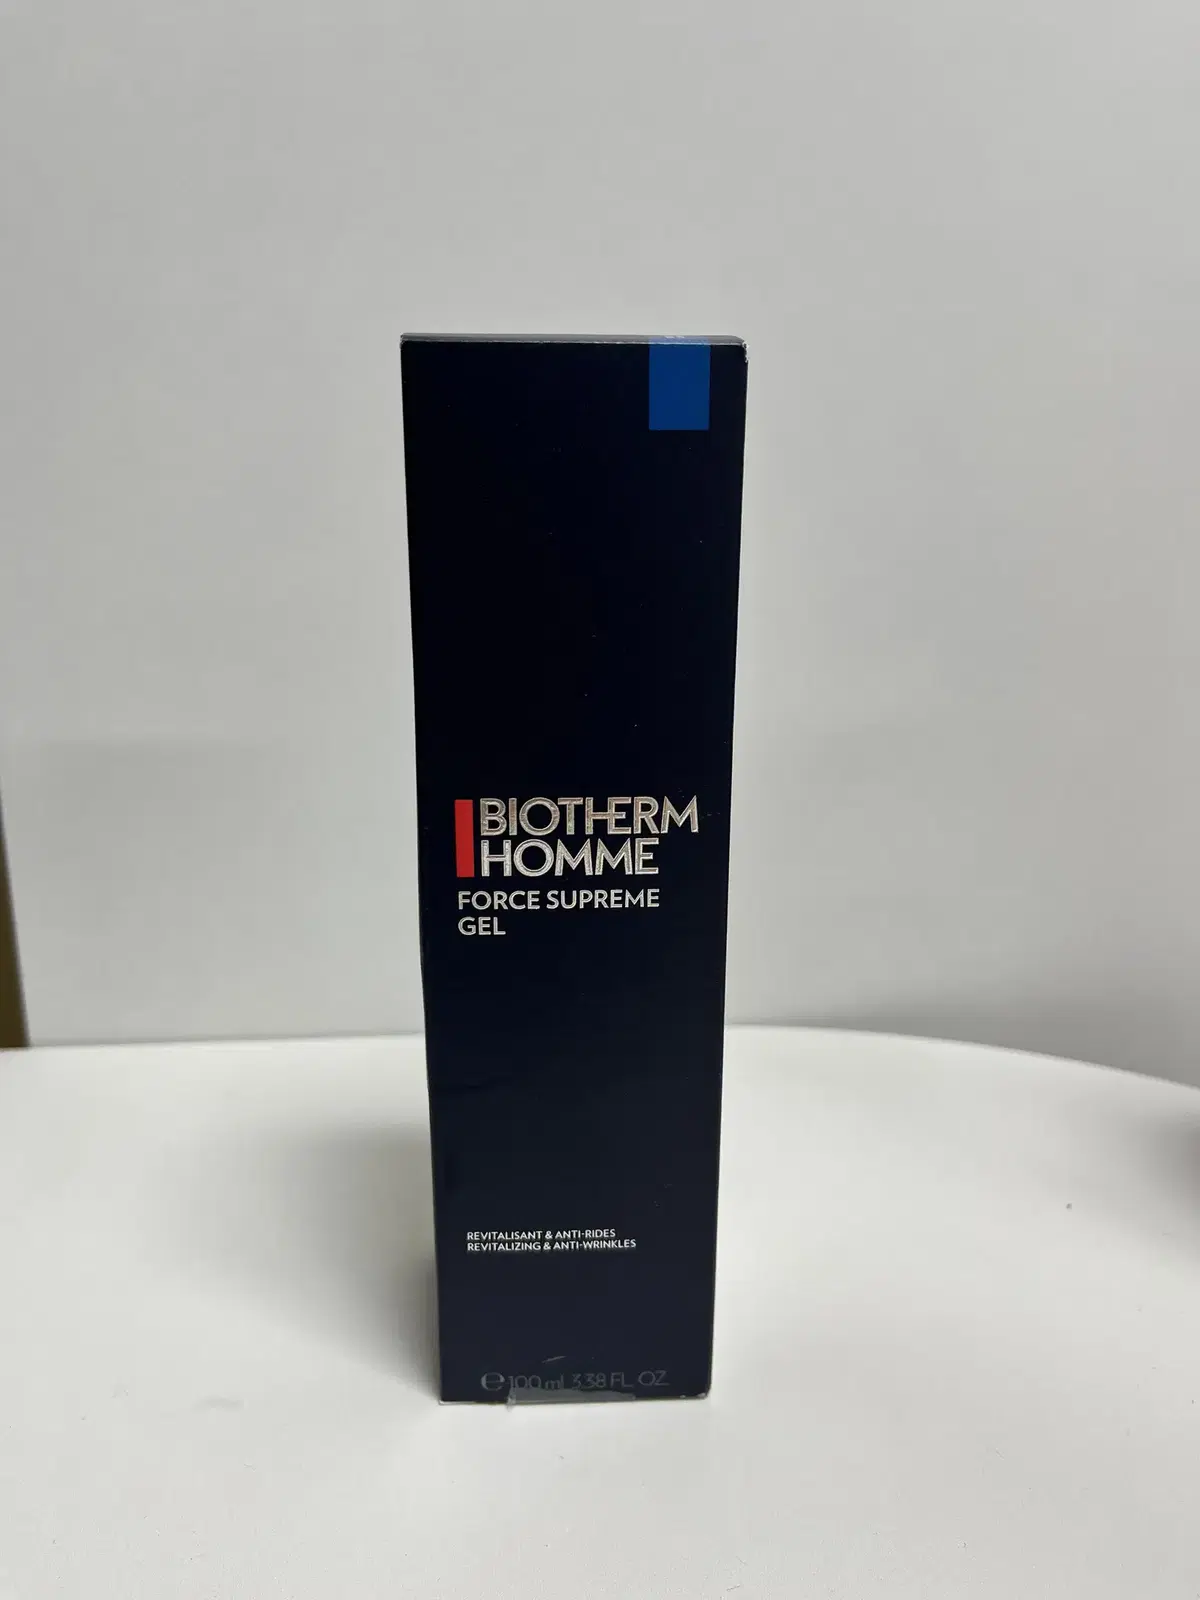 BIOTHERM
HOMME
FORCE SUPREME
GEL
REVITALISANT & ANTI-RIDES
REVITALIZING & ANTI-WRINKLES
℮ 100 ml 3.38 FL. OZ.